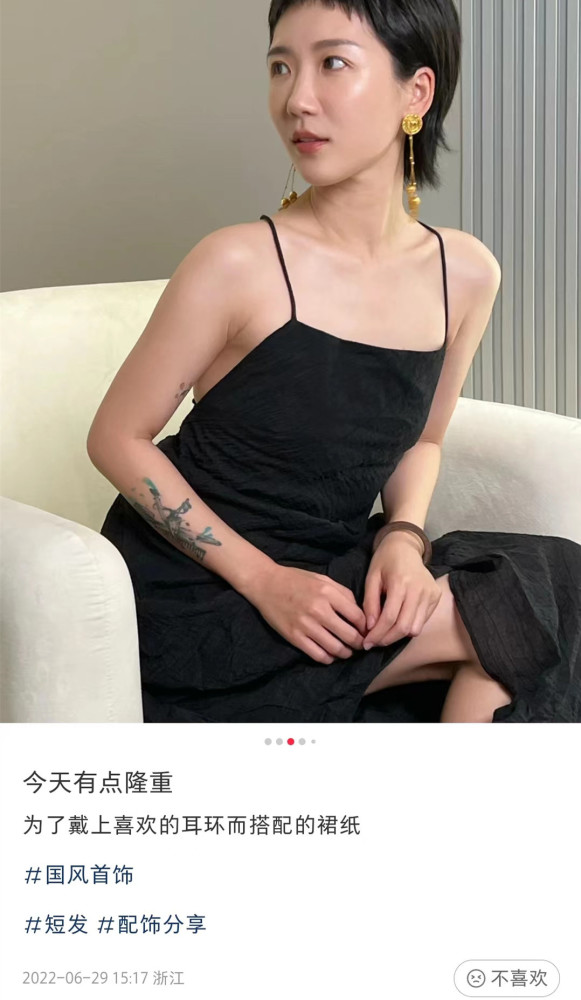 今天有点隆重
为了戴上喜欢的耳环而搭配的裙纸
#国风首饰
#短发 #配饰分享
2022-06-29 15:17 浙江
不喜欢